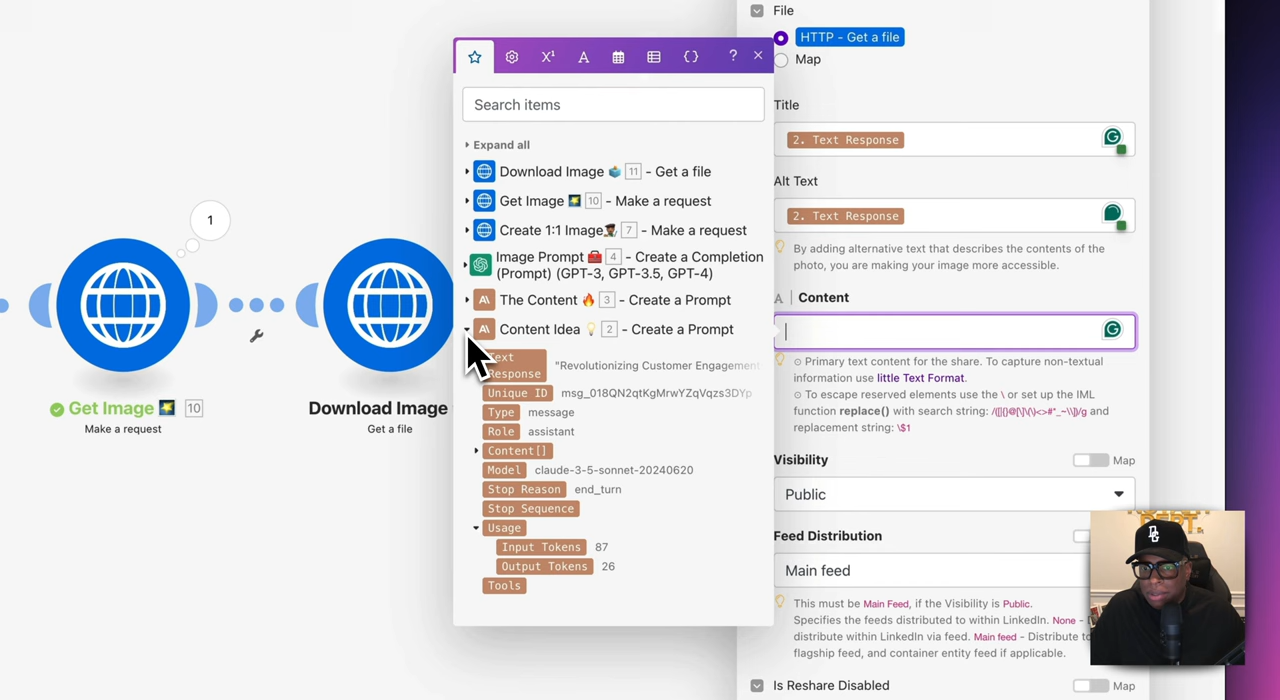 File
HTTP - Get a file
Map
Title
2. Text Response
Alt Text
2. Text Response
By adding alternative text that describes the contents of the
photo, you are making your image more accessible.
A | Content
⊙ Primary text content for the share. To capture non-textual
information use little Text Format.
⊙ To escape reserved elements use the \ or set up the IML
replacement string: \$1
Visibility
Map
Public
Feed Distribution
Main feed
This must be Main Feed, if the Visibility is Public.
Specifies the feeds distributed to within LinkedIn. None -
distribute within LinkedIn via feed. Main feed - Distribute to
flagship feed, and container entity feed if applicable.
Is Reshare Disabled
Map
X¹ A { } ? ×
Search items
Expand all
Download Image 11 - Get a file
Get Image 10 - Make a request
Create 1:1 Image 7 - Make a request
Image Prompt 4 - Create a Completion
(Prompt) (GPT-3, GPT-3.5, GPT-4)
The Content 3 - Create a Prompt
Content Idea 2 - Create a Prompt
Text
Response "Revolutionizing Customer Engagement
Unique ID msg_018QN2qtKgMrwYZqVqzs3DYp
Type message
Role assistant
Content[]
Model claude-3-5-sonnet-20240620
Stop Reason end_turn
Stop Sequence
Usage
Input Tokens 87
Output Tokens 26
Tools
1
Get Image 10
Make a request
Download Image
Get a file